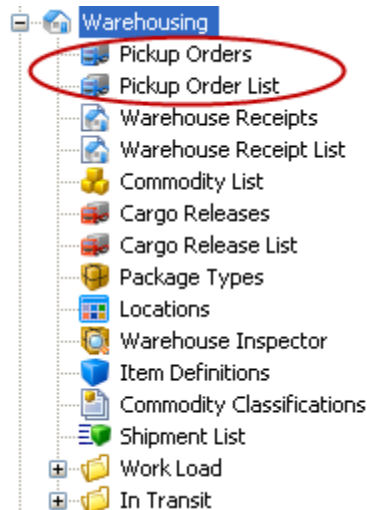 Warehousing
Pickup Orders
Pickup Order List
Warehouse Receipts
Warehouse Receipt List
Commodity List
Cargo Releases
Cargo Release List
Package Types
Locations
Warehouse Inspector
Item Definitions
Commodity Classifications
Shipment List
Work Load
In Transit